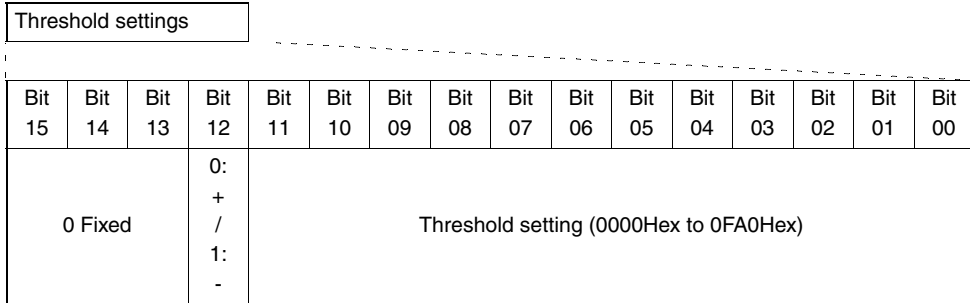 Threshold settings
Bit Bit Bit Bit Bit Bit Bit Bit Bit Bit Bit Bit Bit Bit Bit Bit
15 14 13 12 11 10 09 08 07 06 05 04 03 02 01 00
0 Fixed
0:
+
/
1:
-
Threshold setting (0000Hex to 0FA0Hex)